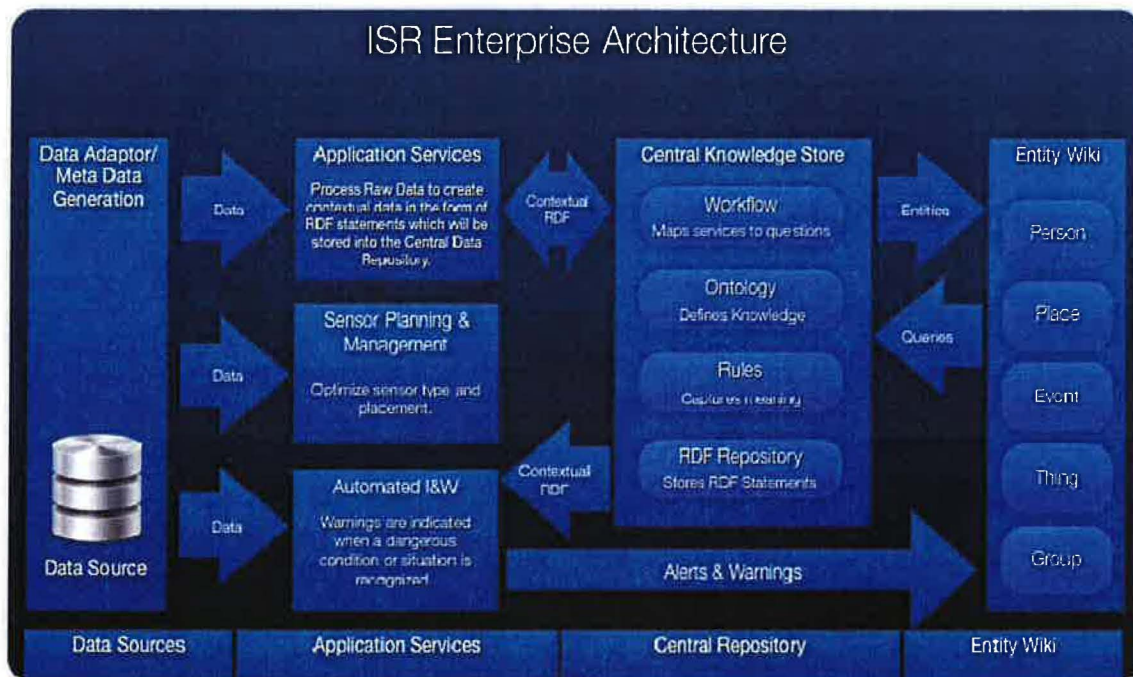 ISR Enterprise Architecture
Data Adaptor/
Meta Data
Generation
Data Source
Data
Data
Data
Application Services
Process Raw Data to create
contextual data in the form of
RDF statements which will be
stored into the Central Data
Repository.
Sensor Planning &
Management
Optimize sensor type and
placement.
Automated I&W
Warnings are indicated
when a dangerous
condition or situation is
recognized.
Contextual
RDF
Contextual
RDF
Central Knowledge Store
Workflow
Maps services to questions
Ontology
Defines Knowledge
Rules
Captures meaning
RDF Repository
Stores RDF Statements
Entities
Queries
Alerts & Warnings
Entity Wiki
Person
Place
Event
Thing
Group
Data Sources
Application Services
Central Repository
Entity Wiki